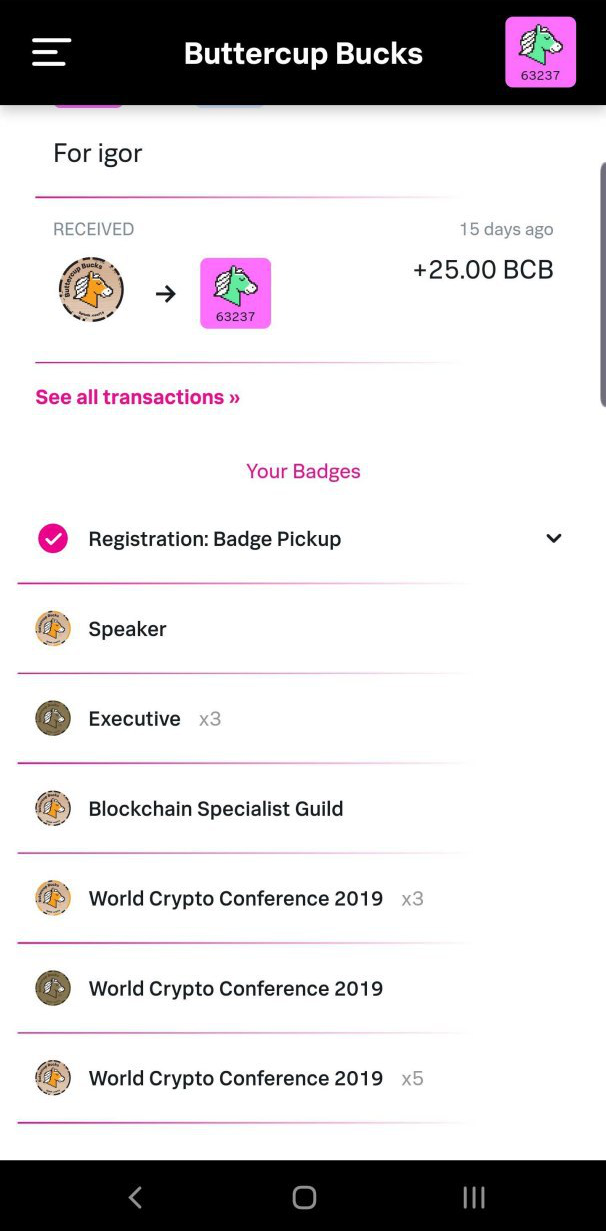 Buttercup Bucks
63237
For igor
RECEIVED
15 days ago
Buttercup Bucks
63237
+25.00 BCB
See all transactions »
Your Badges
Registration: Badge Pickup
Speaker
Executive x3
Blockchain Specialist Guild
World Crypto Conference 2019 x3
World Crypto Conference 2019
World Crypto Conference 2019 x5